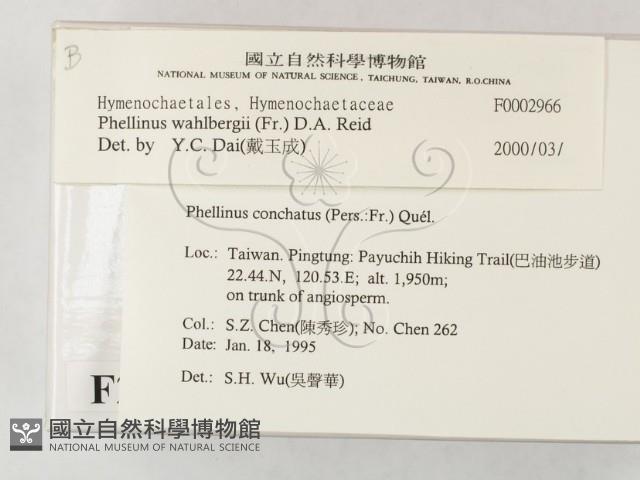 B
國立自然科學博物館
NATIONAL MUSEUM OF NATURAL SCIENCE, TAICHUNG, TAIWAN, R.O.CHINA
Hymenochaetales, Hymenochaetaceae F0002966
Phellinus wahlbergii (Fr.) D.A. Reid
Det. by Y.C. Dai(戴玉成) 2000/03/
Phellinus conchatus (Pers.:Fr.) Quél.
Loc.: Taiwan. Pingtung: Payuchih Hiking Trail(巴油池步道)
22.44.N, 120.53.E; alt. 1,950m;
on trunk of angiosperm.
Col.: S.Z. Chen(陳秀珍); No. Chen 262
Date: Jan. 18, 1995
Det.: S.H. Wu(吳聲華)
國立自然科學博物館
NATIONAL MUSEUM OF NATURAL SCIENCE